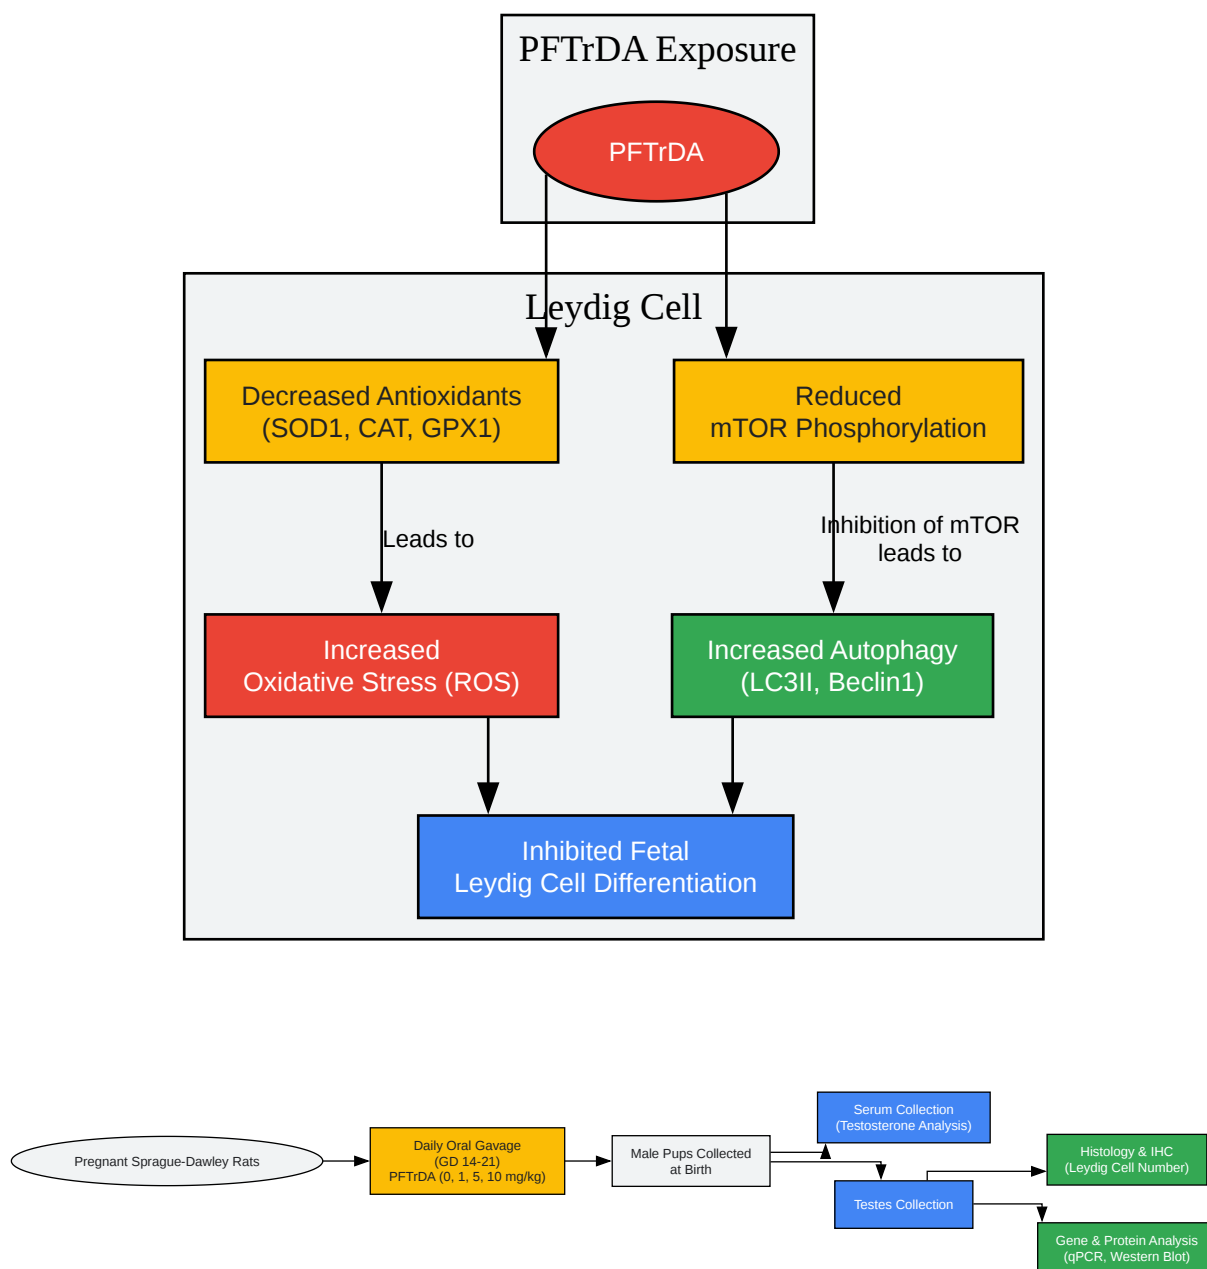 PFTrDA Exposure
PFTrDA
Leydig Cell
Decreased Antioxidants
(SOD1, CAT, GPX1)
Reduced
mTOR Phosphorylation
Leads to
Inhibition of mTOR
leads to
Increased
Oxidative Stress (ROS)
Increased Autophagy
(LC3II, Beclin1)
Inhibited Fetal
Leydig Cell Differentiation
Pregnant Sprague-Dawley Rats
Daily Oral Gavage
(GD 14-21)
PFTrDA (0, 1, 5, 10 mg/kg)
Male Pups Collected
at Birth
Serum Collection
(Testosterone Analysis)
Testes Collection
Histology & IHC
(Leydig Cell Number)
Gene & Protein Analysis
(qPCR, Western Blot)